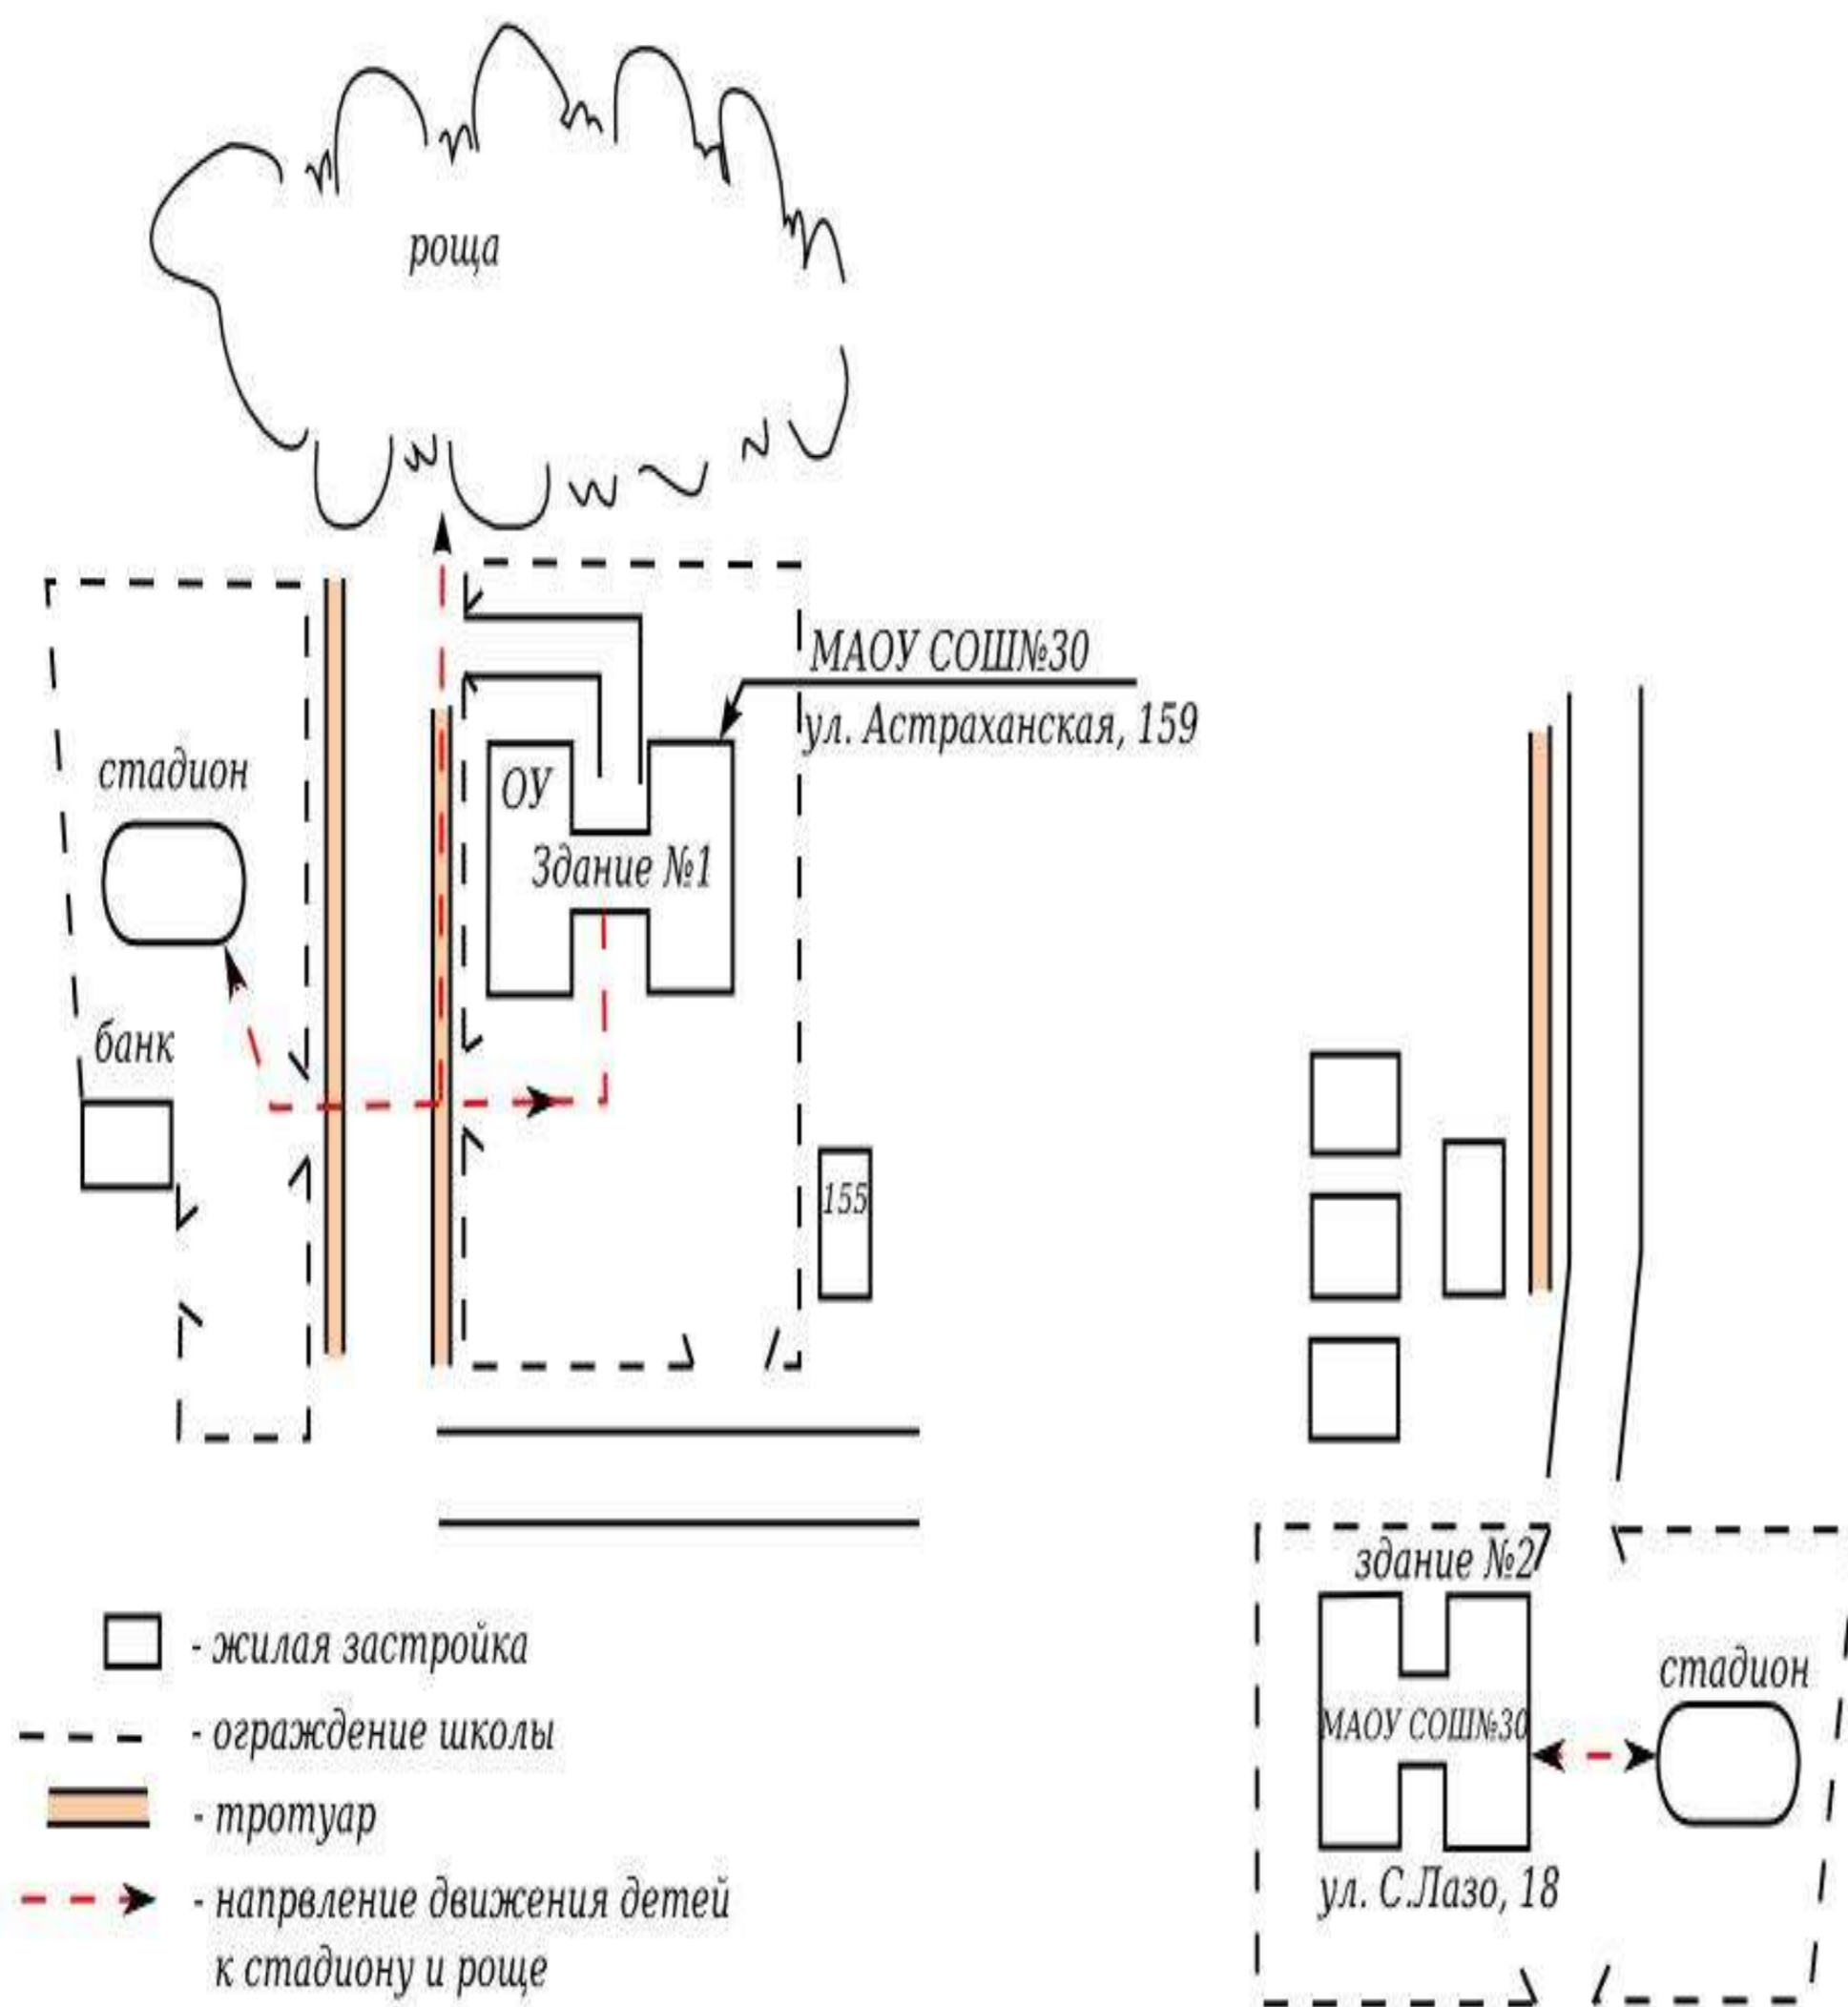 роща
МАОУ СОШ№30
ул. Астраханская, 159
стадион
ОУ
Здание №1
банк
155
здание №2
МАОУ СОШ№30
стадион
ул. С.Лазо, 18
- жилая застройка
- ограждение школы
- тротуар
- напрвление движения детей
к стадиону и роще